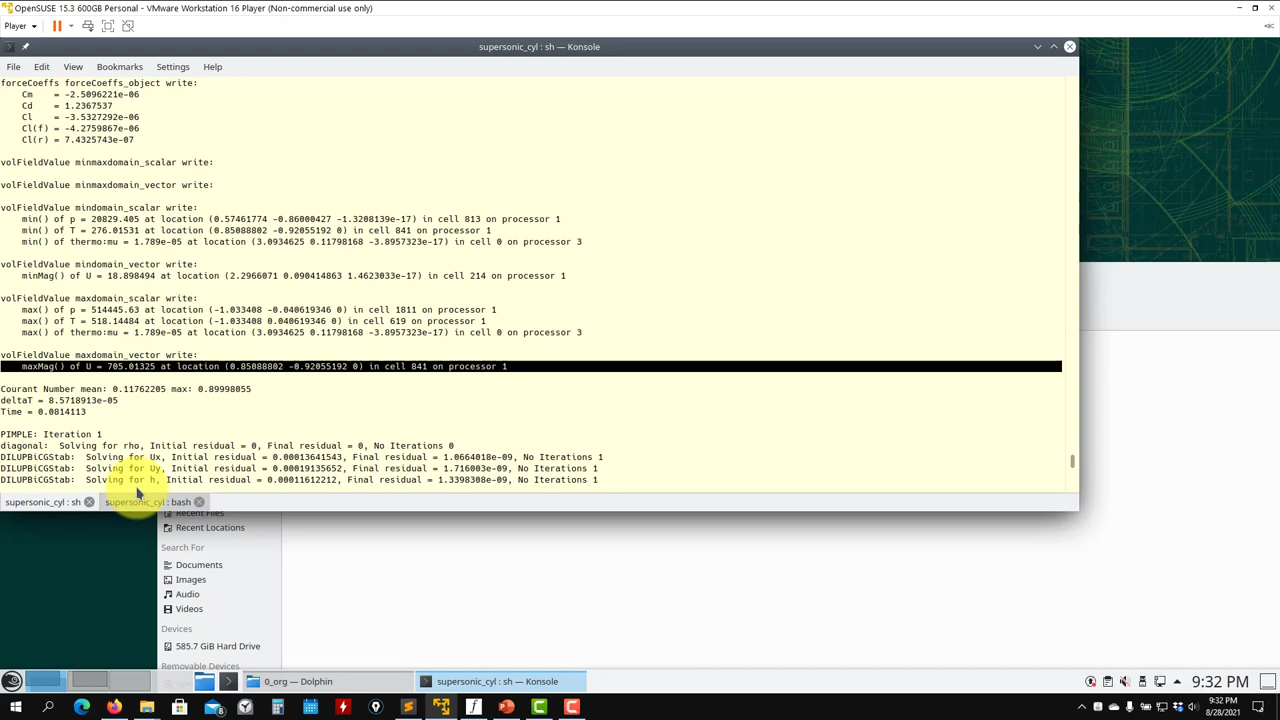 OpenSUSE 15.3 600GB Personal - VMware Workstation 16 Player (Non-commercial use only)
Player
supersonic_cyl : sh — Konsole
File Edit View Bookmarks Settings Help
forceCoeffs forceCoeffs_object write:
Cm = -2.5096221e-06
Cd = 1.2367537
Cl = -3.5327292e-06
Cl(f) = -4.2759867e-06
Cl(r) = 7.4325743e-07
volFieldValue minmaxdomain_scalar write:
volFieldValue minmaxdomain_vector write:
volFieldValue mindomain_scalar write:
min() of p = 20829.405 at location (0.57461774 -0.86000427 -1.3208139e-17) in cell 813 on processor 1
min() of T = 276.01531 at location (0.85088802 -0.92055192 0) in cell 841 on processor 1
min() of thermo:mu = 1.789e-05 at location (3.0934625 0.11798168 -3.8957323e-17) in cell 0 on processor 3
volFieldValue mindomain_vector write:
minMag() of U = 18.898494 at location (2.2966071 0.090414863 1.4623033e-17) in cell 214 on processor 1
volFieldValue maxdomain_scalar write:
max() of p = 514445.63 at location (-1.033408 -0.040619346 0) in cell 1811 on processor 1
max() of T = 518.14484 at location (-1.033408 0.040619346 0) in cell 619 on processor 1
max() of thermo:mu = 1.789e-05 at location (3.0934625 0.11798168 -3.8957323e-17) in cell 0 on processor 3
volFieldValue maxdomain_vector write:
maxMag() of U = 705.01325 at location (0.85088802 -0.92055192 0) in cell 841 on processor 1
Courant Number mean: 0.11762205 max: 0.89998055
deltaT = 8.5718913e-05
Time = 0.0814113
PIMPLE: Iteration 1
diagonal: Solving for rho, Initial residual = 0, Final residual = 0, No Iterations 0
DILUPBiCGStab: Solving for Ux, Initial residual = 0.00013641543, Final residual = 1.0664018e-09, No Iterations 1
DILUPBiCGStab: Solving for Uy, Initial residual = 0.00019135652, Final residual = 1.716003e-09, No Iterations 1
DILUPBiCGStab: Solving for h, Initial residual = 0.00011612212, Final residual = 1.3398308e-09, No Iterations 1
supersonic_cyl : sh supersonic_cyl : bash
Recent Files
Recent Locations
Search For
Documents
Images
Audio
Videos
Devices
585.7 GiB Hard Drive
Removable Devices
0_org — Dolphin supersonic_cyl : sh — Konsole 9:32 PM
9:32 PM
8/28/2021